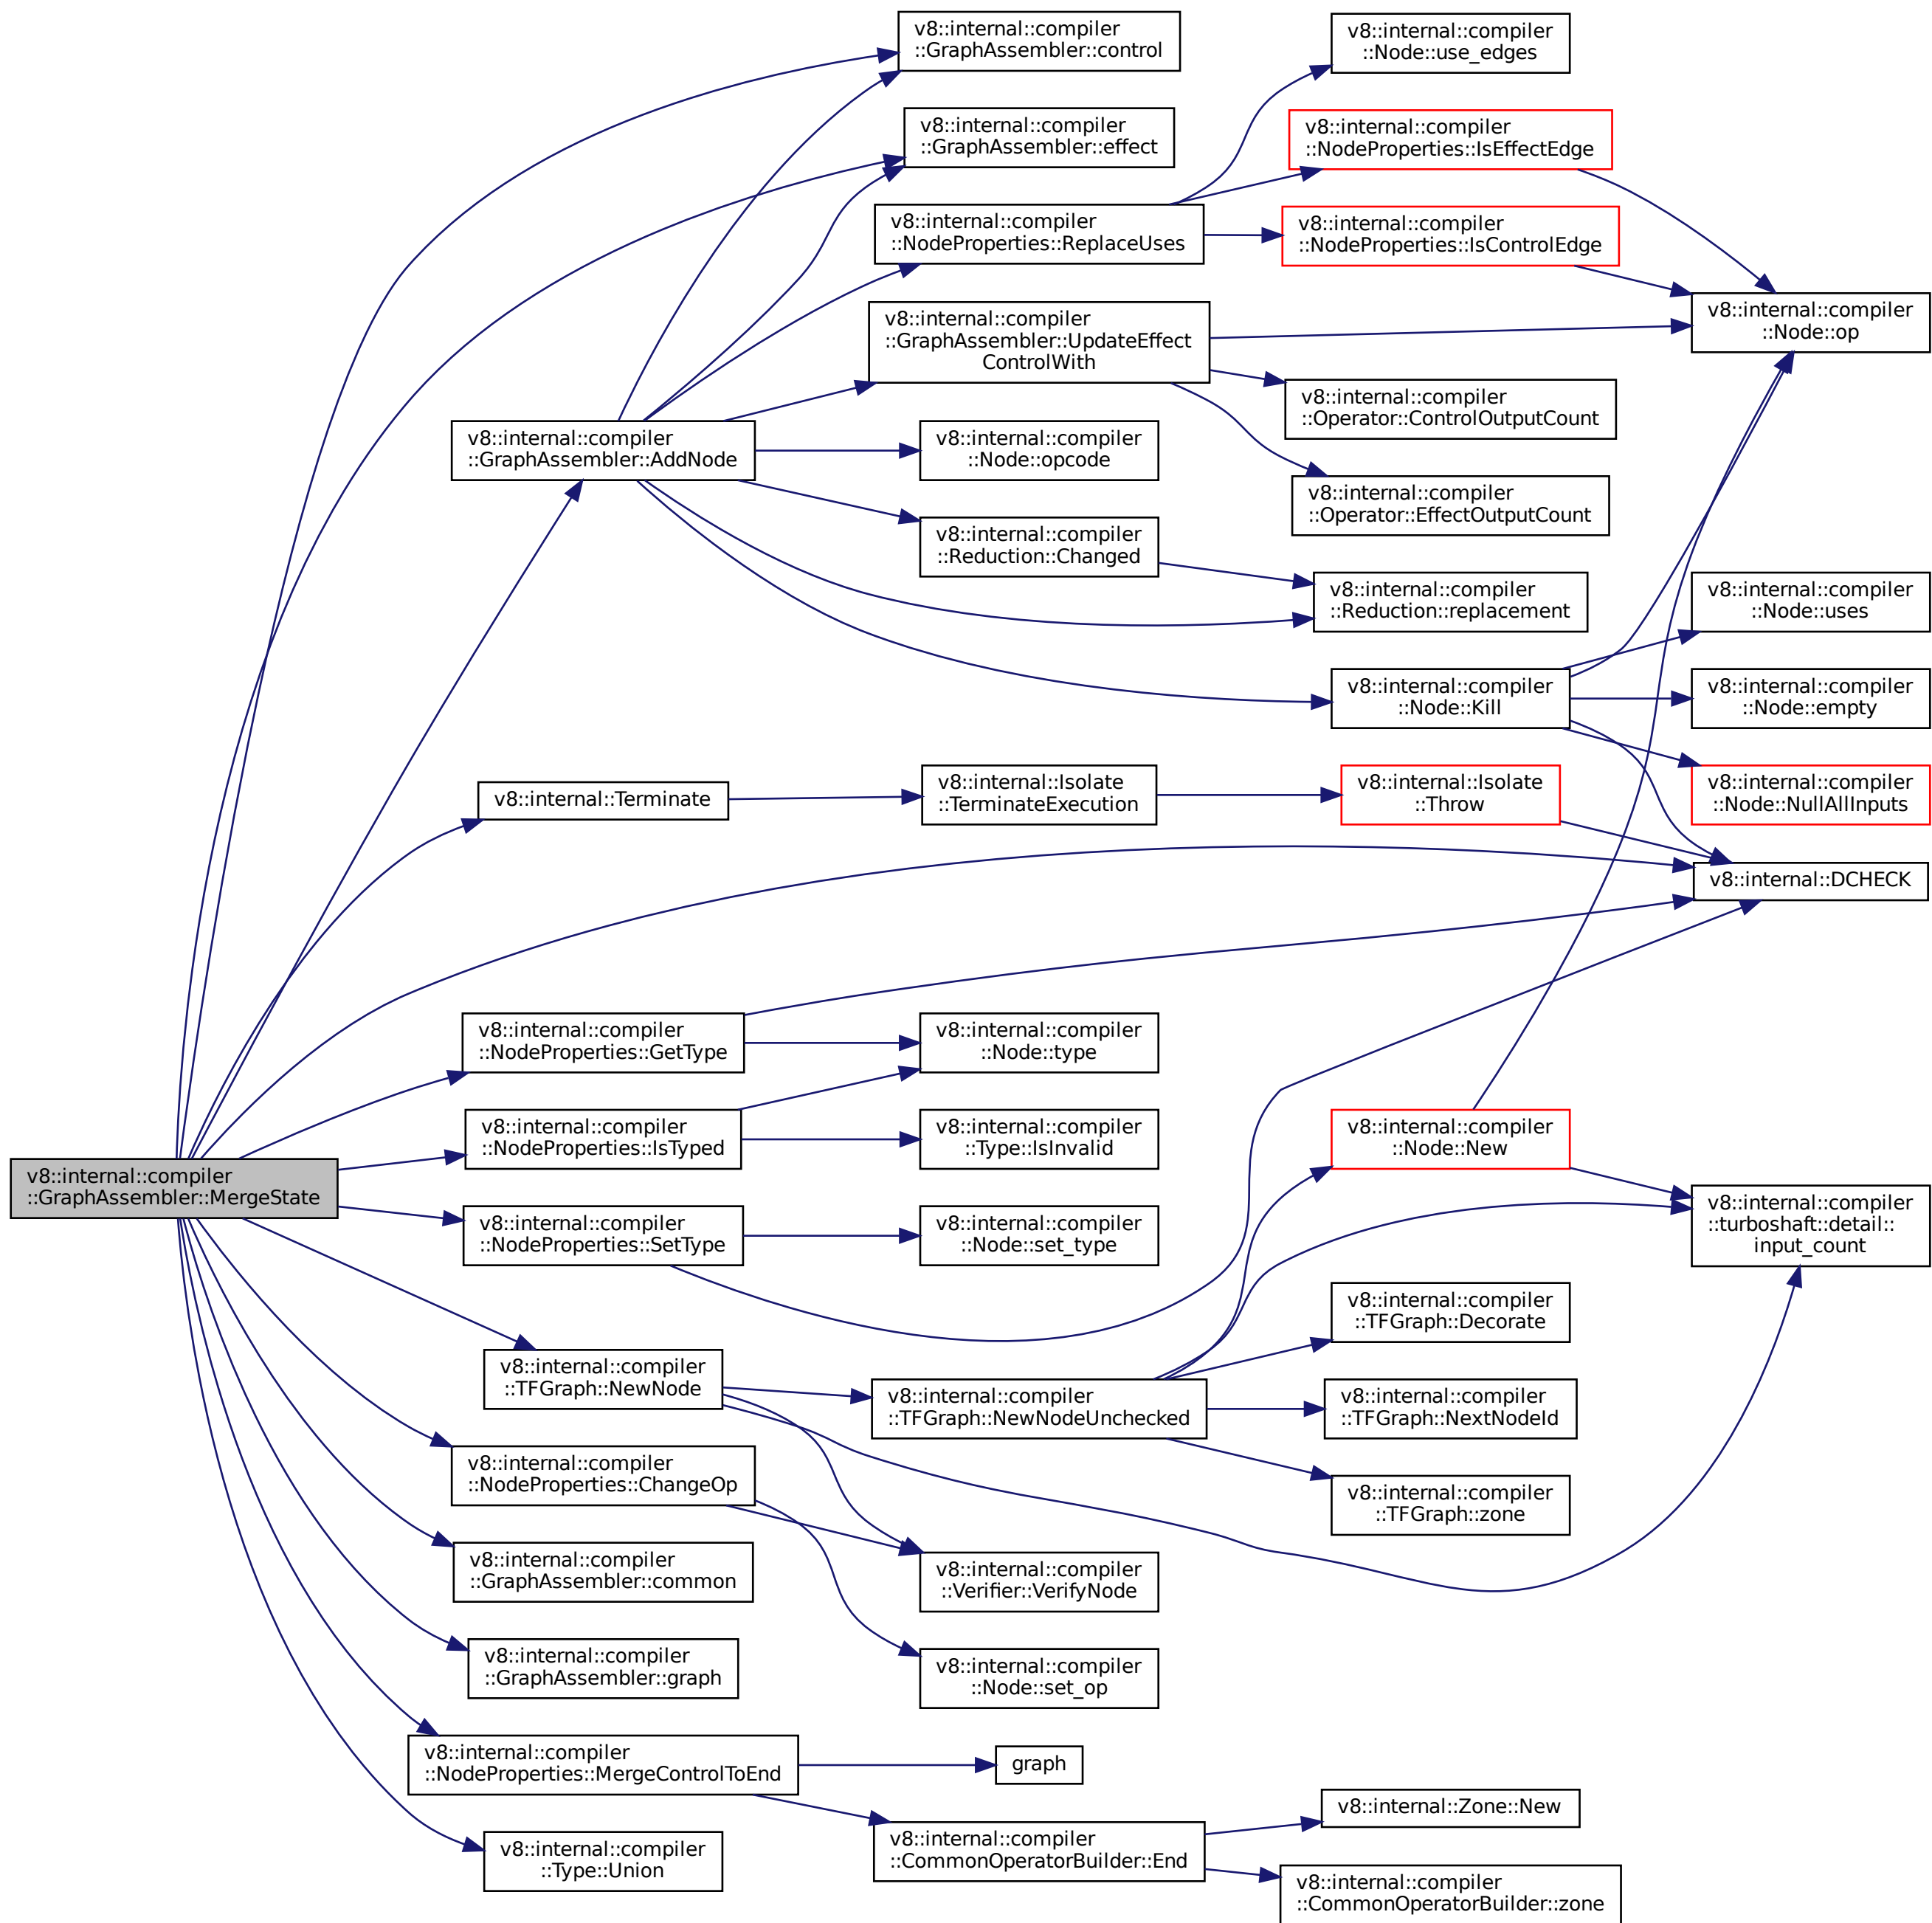 v8::internal::compiler
::GraphAssembler::MergeState
v8::internal::compiler
::GraphAssembler::control
v8::internal::compiler
::GraphAssembler::effect
v8::internal::compiler
::GraphAssembler::AddNode
v8::internal::compiler
::NodeProperties::ReplaceUses
v8::internal::compiler
::Node::use_edges
v8::internal::compiler
::NodeProperties::IsEffectEdge
v8::internal::compiler
::NodeProperties::IsControlEdge
v8::internal::compiler
::Node::op
v8::internal::compiler
::GraphAssembler::UpdateEffect
ControlWith
v8::internal::compiler
::Operator::ControlOutputCount
v8::internal::compiler
::Operator::EffectOutputCount
v8::internal::compiler
::Node::opcode
v8::internal::compiler
::Reduction::Changed
v8::internal::compiler
::Reduction::replacement
v8::internal::compiler
::Node::Kill
v8::internal::compiler
::Node::uses
v8::internal::compiler
::Node::empty
v8::internal::compiler
::Node::NullAllInputs
v8::internal::Terminate
v8::internal::Isolate
::TerminateExecution
v8::internal::Isolate
::Throw
v8::internal::DCHECK
v8::internal::compiler
::NodeProperties::GetType
v8::internal::compiler
::Node::type
v8::internal::compiler
::NodeProperties::IsTyped
v8::internal::compiler
::Type::IsInvalid
v8::internal::compiler
::NodeProperties::SetType
v8::internal::compiler
::Node::set_type
v8::internal::compiler
::Node::New
v8::internal::compiler
::turboshaft::detail::
input_count
v8::internal::compiler
::TFGraph::NewNode
v8::internal::compiler
::TFGraph::NewNodeUnchecked
v8::internal::compiler
::TFGraph::Decorate
v8::internal::compiler
::TFGraph::NextNodeId
v8::internal::compiler
::TFGraph::zone
v8::internal::compiler
::NodeProperties::ChangeOp
v8::internal::compiler
::Verifier::VerifyNode
v8::internal::compiler
::Node::set_op
v8::internal::compiler
::GraphAssembler::common
v8::internal::compiler
::GraphAssembler::graph
v8::internal::compiler
::NodeProperties::MergeControlToEnd
graph
v8::internal::compiler
::CommonOperatorBuilder::End
v8::internal::Zone::New
v8::internal::compiler
::CommonOperatorBuilder::zone
v8::internal::compiler
::Type::Union